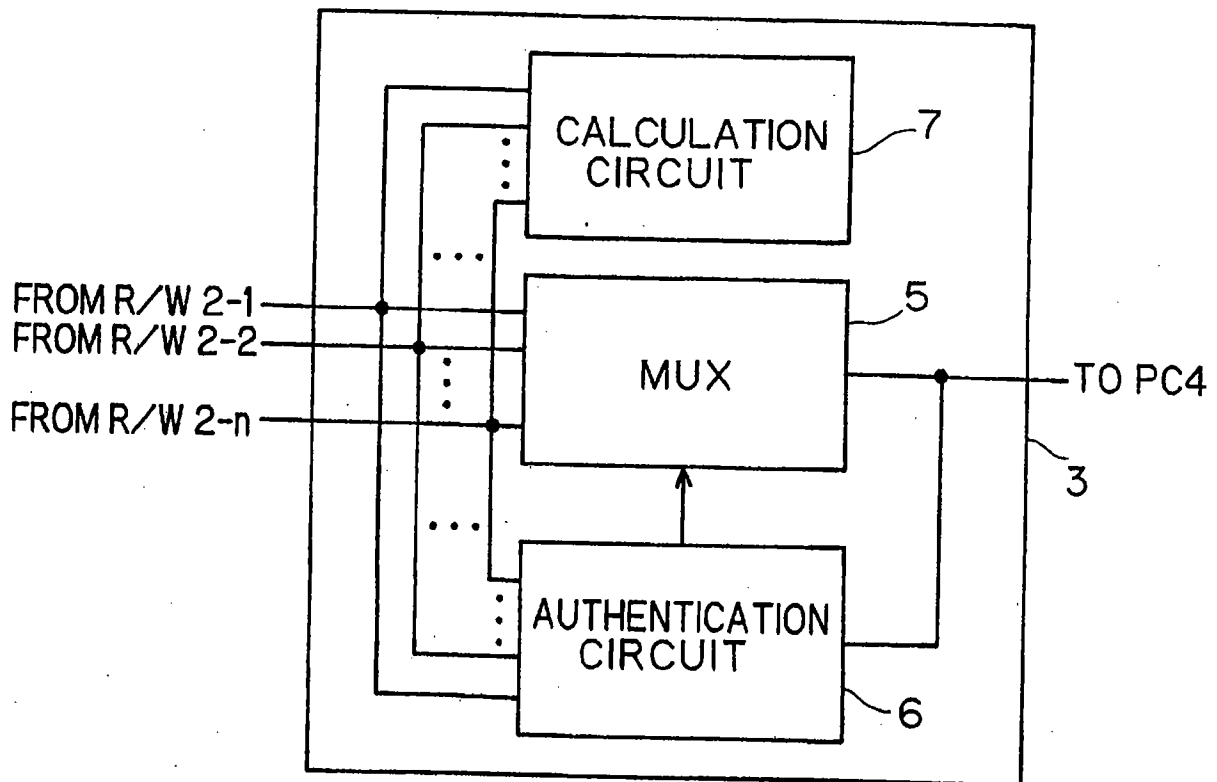 CALCULATION
CIRCUIT
7
FROM R/W 2-1
FROM R/W 2-2
FROM R/W 2-n
MUX
5
TO PC4
3
AUTHENTICATION
CIRCUIT
6